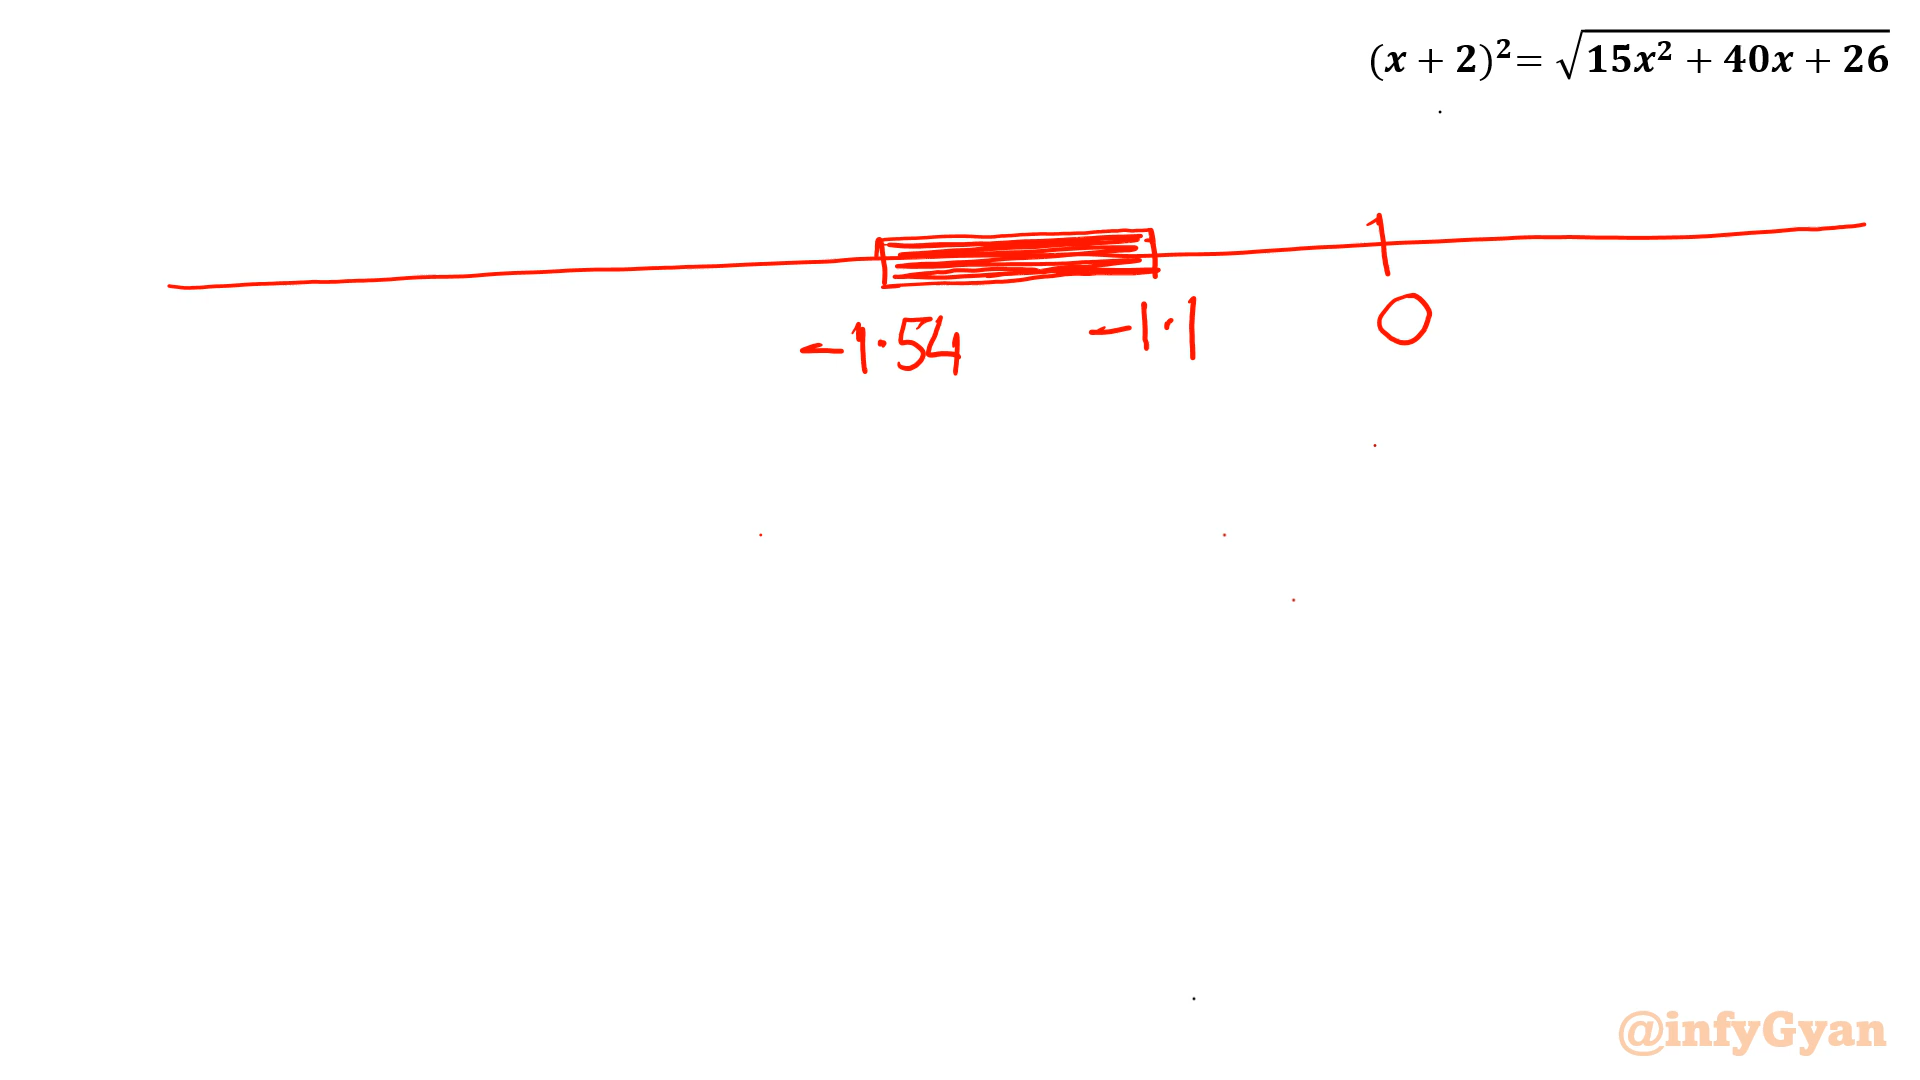 (x + 2)² = √(15x² + 40x + 26)
-1.54 -1.1 0
@infyGyan